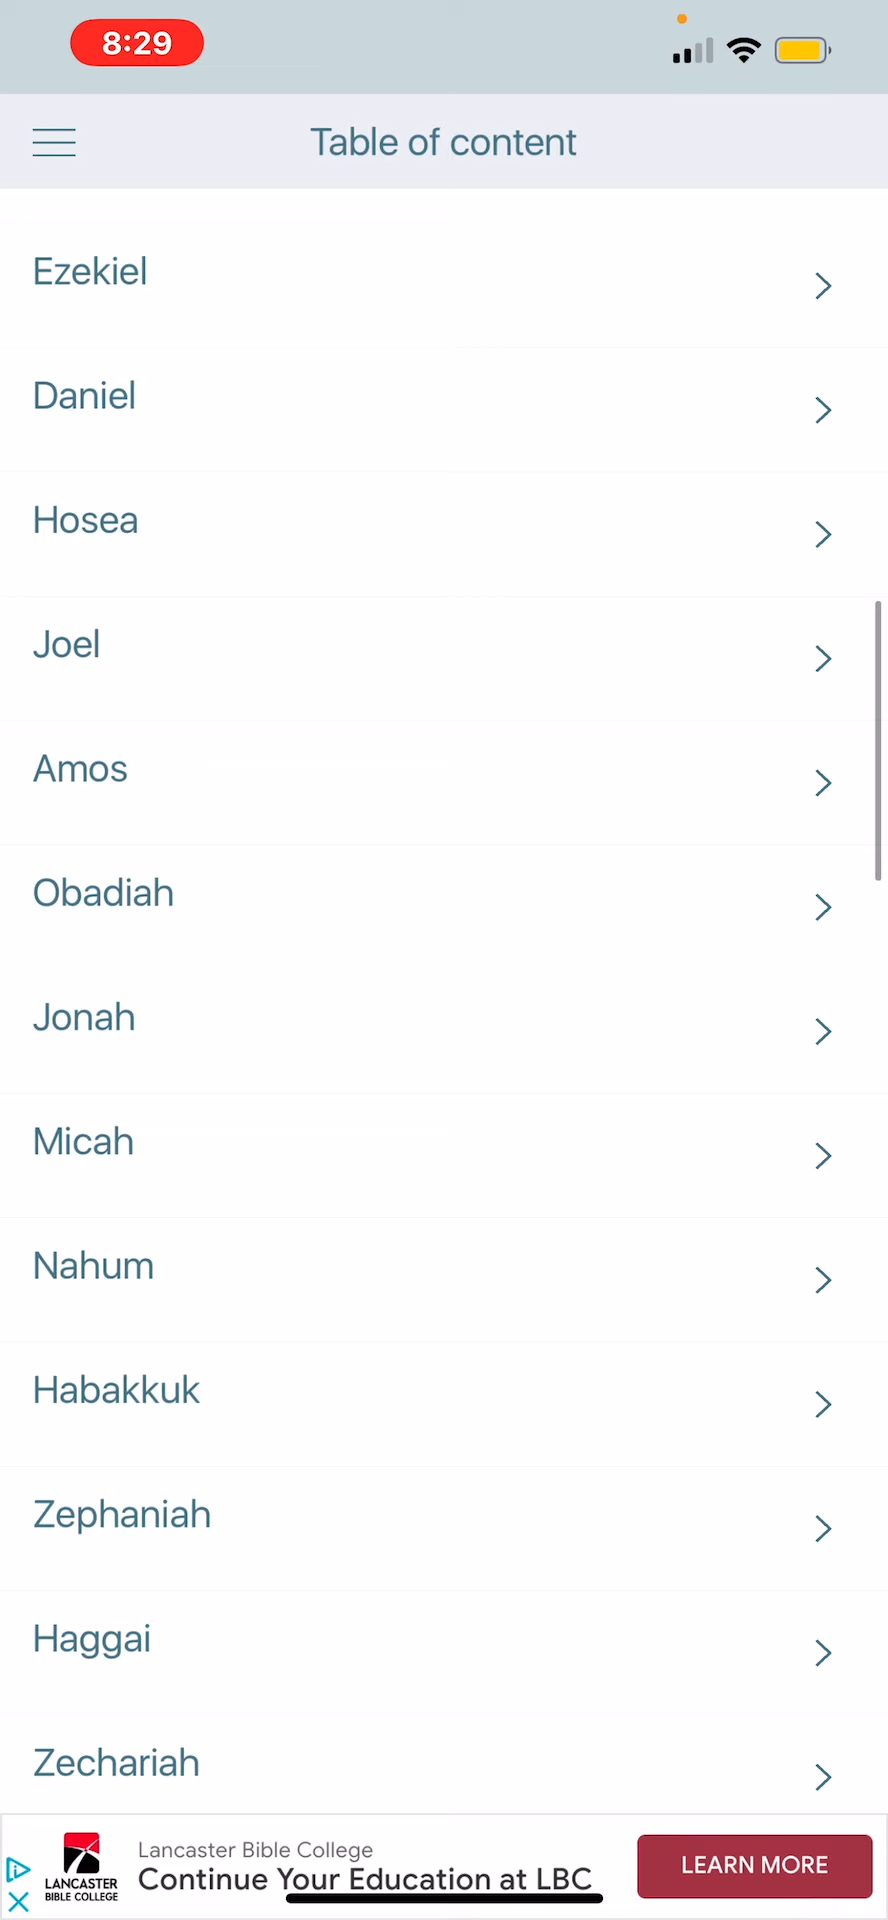 8:29
Table of content
Ezekiel
Daniel
Hosea
Joel
Amos
Obadiah
Jonah
Micah
Nahum
Habakkuk
Zephaniah
Haggai
Zechariah
LANCASTER
BIBLE COLLEGE
Lancaster Bible College
Continue Your Education at LBC
LEARN MORE